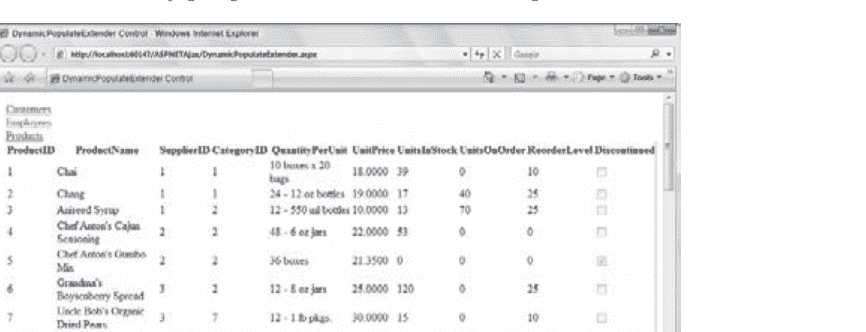 DynamicPopulateExtender Control - Windows Internet Explorer
http://localhost:60147/ASPNETAjax/DynamicPopulateExtender.aspx
Google
DynamicPopulateExtender Control
Page
Tools
Customers
Employees
Products
ProductID ProductName SupplierID CategoryID QuantityPerUnit UnitPrice UnitsInStock UnitsOnOrder ReorderLevel Discontinued
1 Chai 1 1 10 boxes x 20 bags 18.0000 39 0 10
2 Chang 1 1 24 - 12 oz bottles 19.0000 17 40 25
3 Aniseed Syrup 1 2 12 - 550 ml bottles 10.0000 13 70 25
4 Chef Anton's Cajun Seasoning 2 2 48 - 6 oz jars 22.0000 53 0 0
5 Chef Anton's Gumbo Mix 2 2 36 boxes 21.3500 0 0 0
6 Grandma's Boysenberry Spread 3 2 12 - 8 oz jars 25.0000 120 0 25
7 Uncle Bob's Organic Dried Pears 3 7 12 - 1 lb pkgs. 30.0000 15 0 10